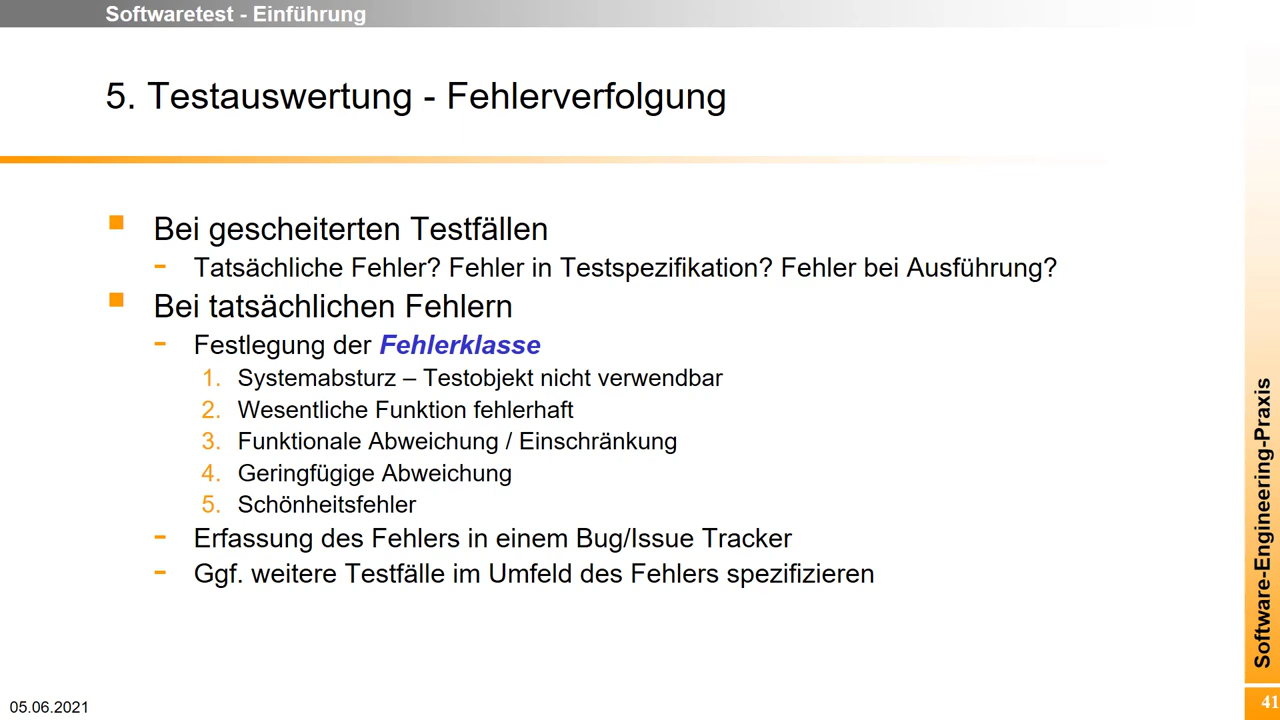 Softwaretest - Einführung
5. Testauswertung - Fehlerverfolgung
Bei gescheiterten Testfällen
- Tatsächliche Fehler? Fehler in Testspezifikation? Fehler bei Ausführung?
Bei tatsächlichen Fehlern
- Festlegung der Fehlerklasse
1. Systemabsturz – Testobjekt nicht verwendbar
2. Wesentliche Funktion fehlerhaft
3. Funktionale Abweichung / Einschränkung
4. Geringfügige Abweichung
5. Schönheitsfehler
- Erfassung des Fehlers in einem Bug/Issue Tracker
- Ggf. weitere Testfälle im Umfeld des Fehlers spezifizieren
Software-Engineering-Praxis
05.06.2021
41